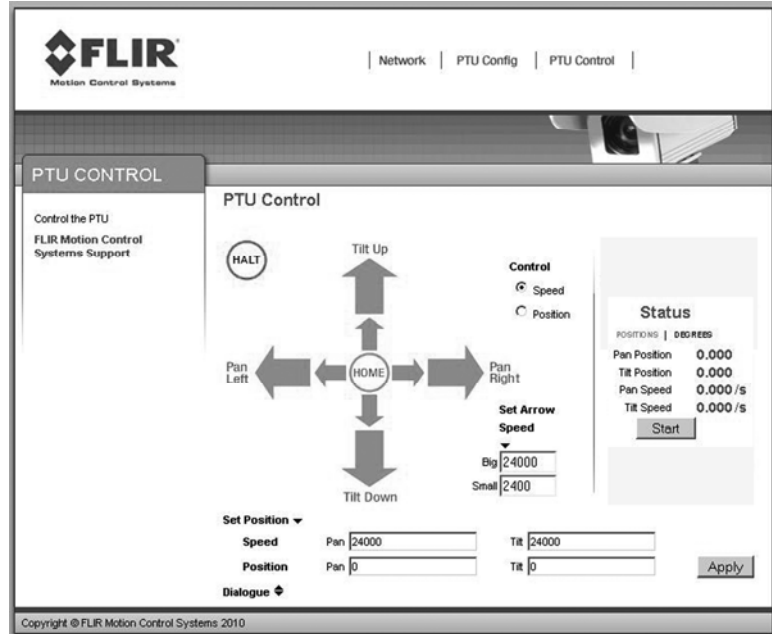 FLIR
Motion Control Systems
| Network | PTU Config | PTU Control |
PTU CONTROL
Control the PTU
FLIR Motion Control
Systems Support
PTU Control
HALT
Tilt Up
Pan
Left
HOME
Pan
Right
Tilt Down
Control
Speed
Position
Set Arrow
Speed
Big 24000
Small 2400
Status
POSITIONS | DEGREES
Pan Position 0.000
Tilt Position 0.000
Pan Speed 0.000 /s
Tilt Speed 0.000 /s
Start
Set Position
Speed Pan 24000 Tilt 24000
Position Pan 0 Tilt 0
Apply
Dialogue
Copyright © FLIR Motion Control Systems 2010